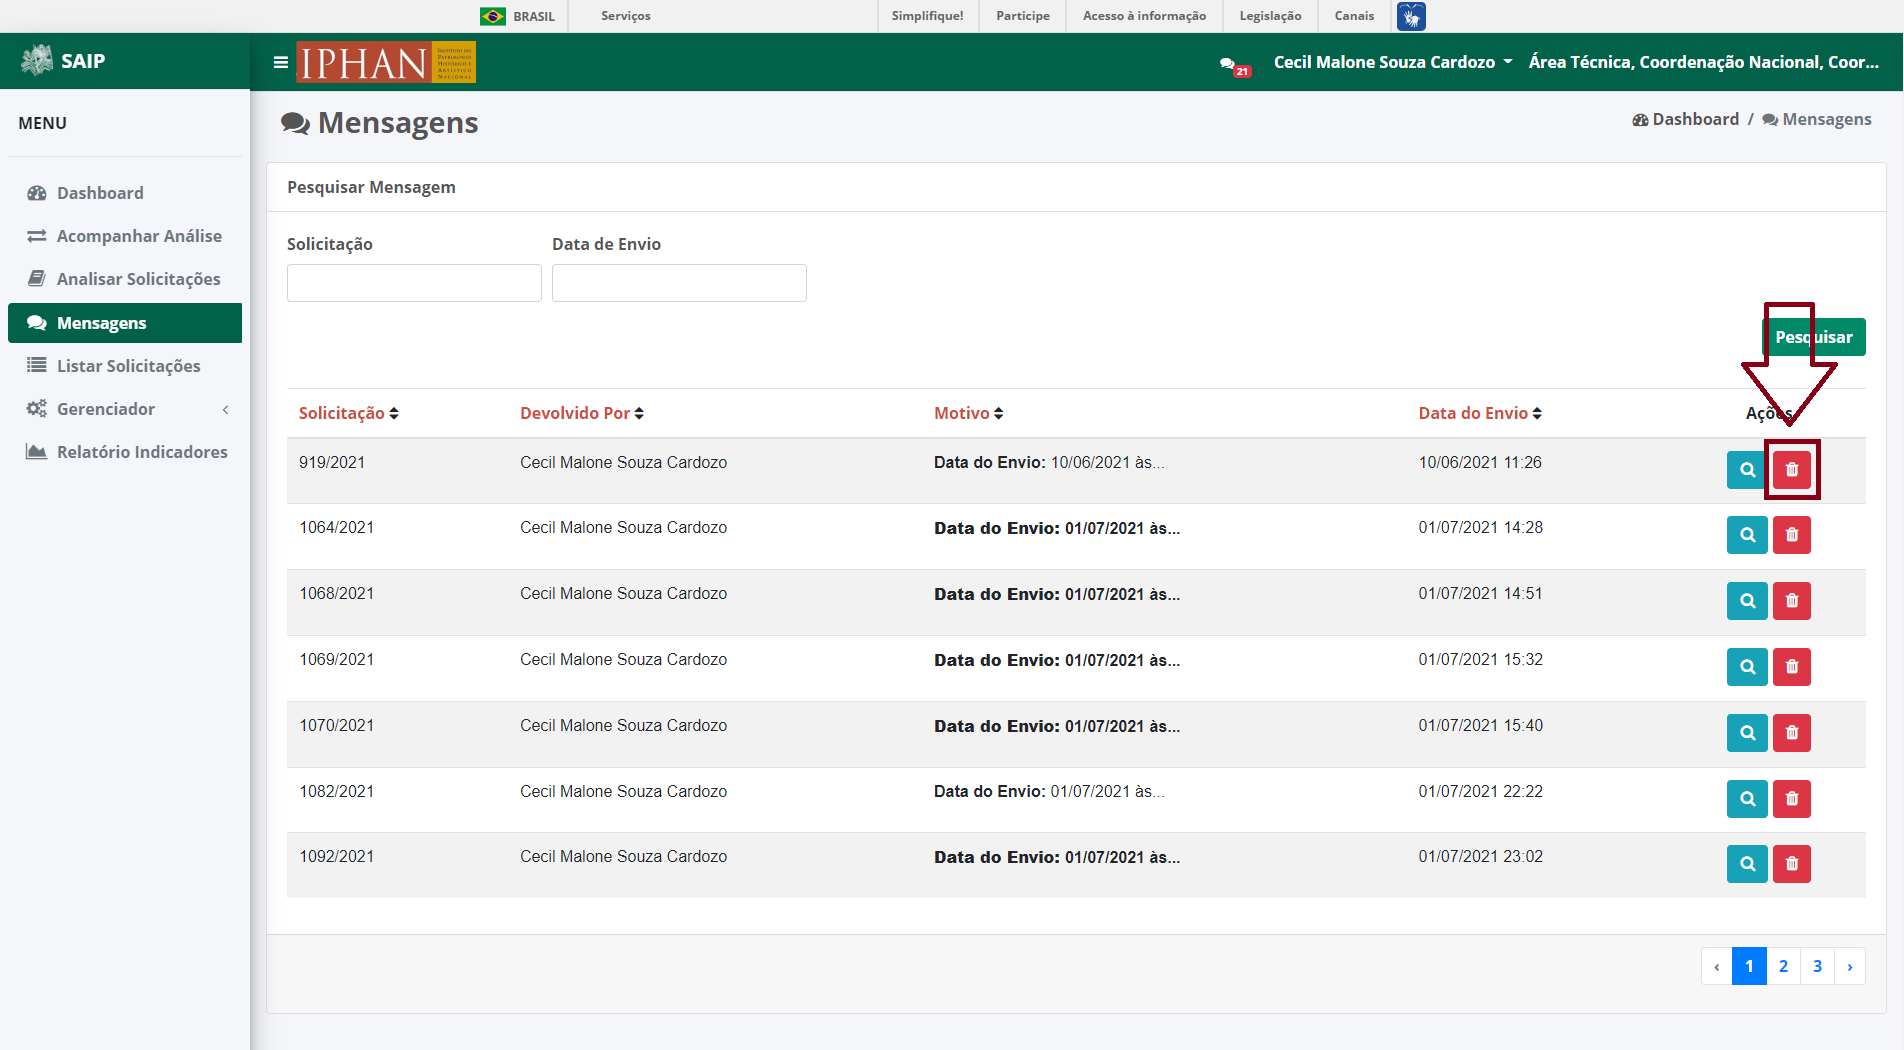 BRASIL Serviços Simplifique! Participe Acesso à informação Legislação Canais
SAIP
IPHAN INSTITUTO DO PATRIMÔNIO HISTÓRICO E ARTÍSTICO NACIONAL
21 Cecil Malone Souza Cardozo Área Técnica, Coordenação Nacional, Coor...
MENU
Dashboard
Acompanhar Análise
Analisar Solicitações
Mensagens
Listar Solicitações
Gerenciador
Relatório Indicadores
Mensagens
Dashboard / Mensagens
Pesquisar Mensagem
Solicitação Data de Envio
Pesquisar
Solicitação Devolvido Por Motivo Data do Envio Ações
919/2021 Cecil Malone Souza Cardozo Data do Envio: 10/06/2021 às... 10/06/2021 11:26
1064/2021 Cecil Malone Souza Cardozo Data do Envio: 01/07/2021 às... 01/07/2021 14:28
1068/2021 Cecil Malone Souza Cardozo Data do Envio: 01/07/2021 às... 01/07/2021 14:51
1069/2021 Cecil Malone Souza Cardozo Data do Envio: 01/07/2021 às... 01/07/2021 15:32
1070/2021 Cecil Malone Souza Cardozo Data do Envio: 01/07/2021 às... 01/07/2021 15:40
1082/2021 Cecil Malone Souza Cardozo Data do Envio: 01/07/2021 às... 01/07/2021 22:22
1092/2021 Cecil Malone Souza Cardozo Data do Envio: 01/07/2021 às... 01/07/2021 23:02
‹ 1 2 3 ›